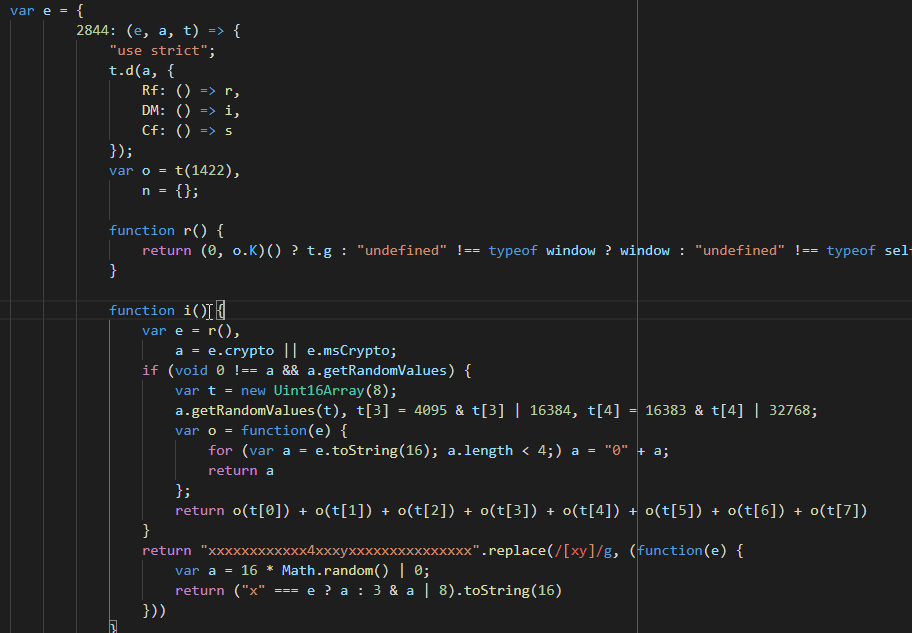 var e = {
2844: (e, a, t) => {
"use strict";
t.d(a, {
Rf: () => r,
DM: () => i,
Cf: () => s
});
var o = t(1422),
n = {};
function r() {
return (0, o.K)() ? t.g : "undefined" !== typeof window ? window : "undefined" !== typeof
}
function i() {
var e = r(),
a = e.crypto || e.msCrypto;
if (void 0 !== a && a.getRandomValues) {
var t = new Uint16Array(8);
a.getRandomValues(t), t[3] = 4095 & t[3] | 16384, t[4] = 16383 & t[4] | 32768;
var o = function(e) {
for (var a = e.toString(16); a.length < 4;) a = "0" + a;
return a
};
return o(t[0]) + o(t[1]) + o(t[2]) + o(t[3]) + o(t[4]) + o(t[5]) + o(t[6]) + o(t[7])
}
return "xxxxxxxxxxxx4xxxyxxxxxxxxxxxxxxx".replace(/[xy]/g, (function(e) {
var a = 16 * Math.random() | 0;
return ("x" === e ? a : 3 & a | 8).toString(16)
}))
}